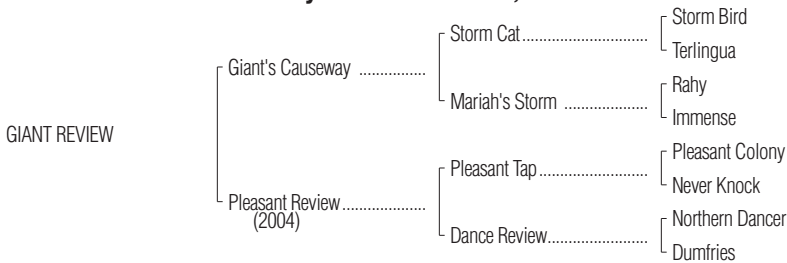 Storm Bird
Storm Cat........................
Terlingua
Giant's Causeway ................
Rahy
Mariah's Storm ................
Immense
GIANT REVIEW
Pleasant Colony
Pleasant Tap....................
Never Knock
Pleasant Review...................
(2004)
Northern Dancer
Dance Review...................
Dumfries